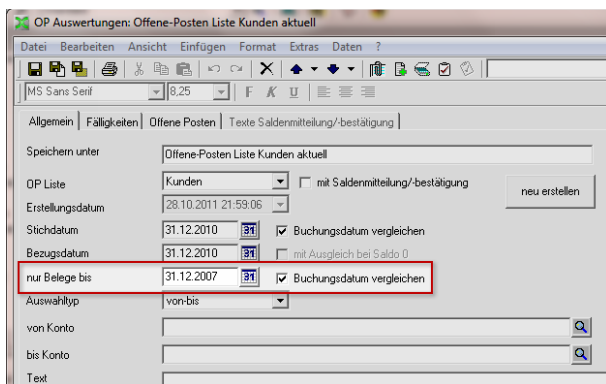 OP Auswertungen: Offene-Posten Liste Kunden aktuell
Datei Bearbeiten Ansicht Einfügen Format Extras Daten ?
MS Sans Serif 8,25 F K U
Allgemein Fälligkeiten Offene Posten Texte Saldenmitteilung/-bestätigung
Speichern unter Offene-Posten Liste Kunden aktuell
OP Liste Kunden mit Saldenmitteilung/-bestätigung neu erstellen
Erstellungsdatum 28.10.2011 21:59:06
Stichdatum 31.12.2010 31 Buchungsdatum vergleichen
Bezugsdatum 31.12.2010 31 mit Ausgleich bei Saldo 0
nur Belege bis 31.12.2007 31 Buchungsdatum vergleichen
Auswahltyp von-bis
von Konto
bis Konto
Text